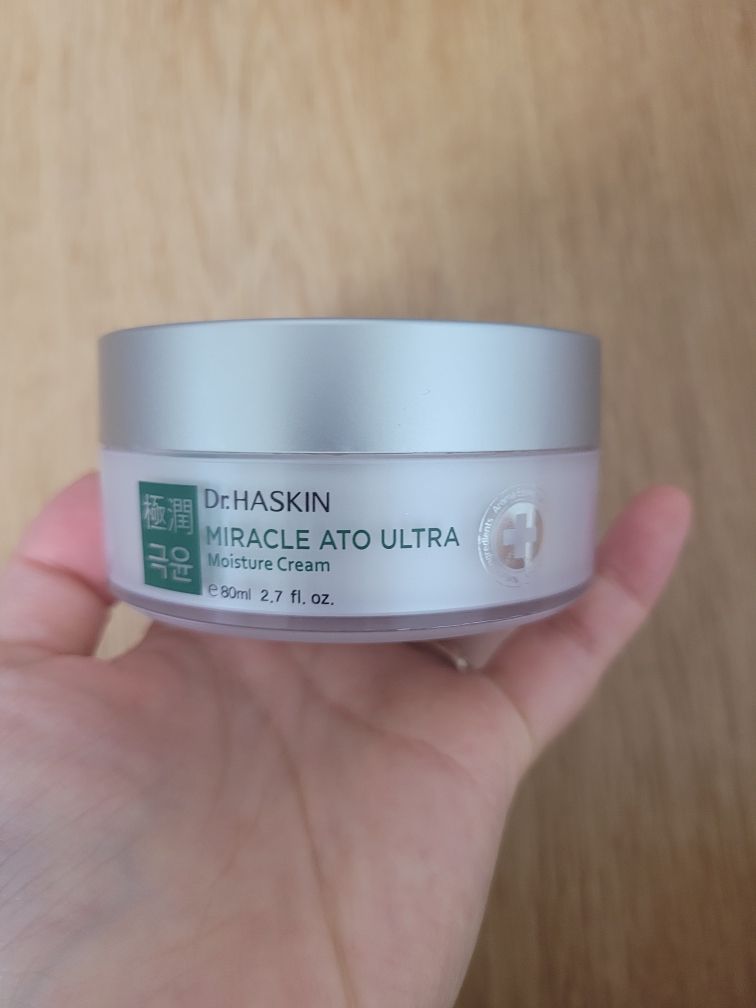 極潤
극윤
Dr.HASKIN
MIRACLE ATO ULTRA
Moisture Cream
e 80ml 2.7 fl. oz.